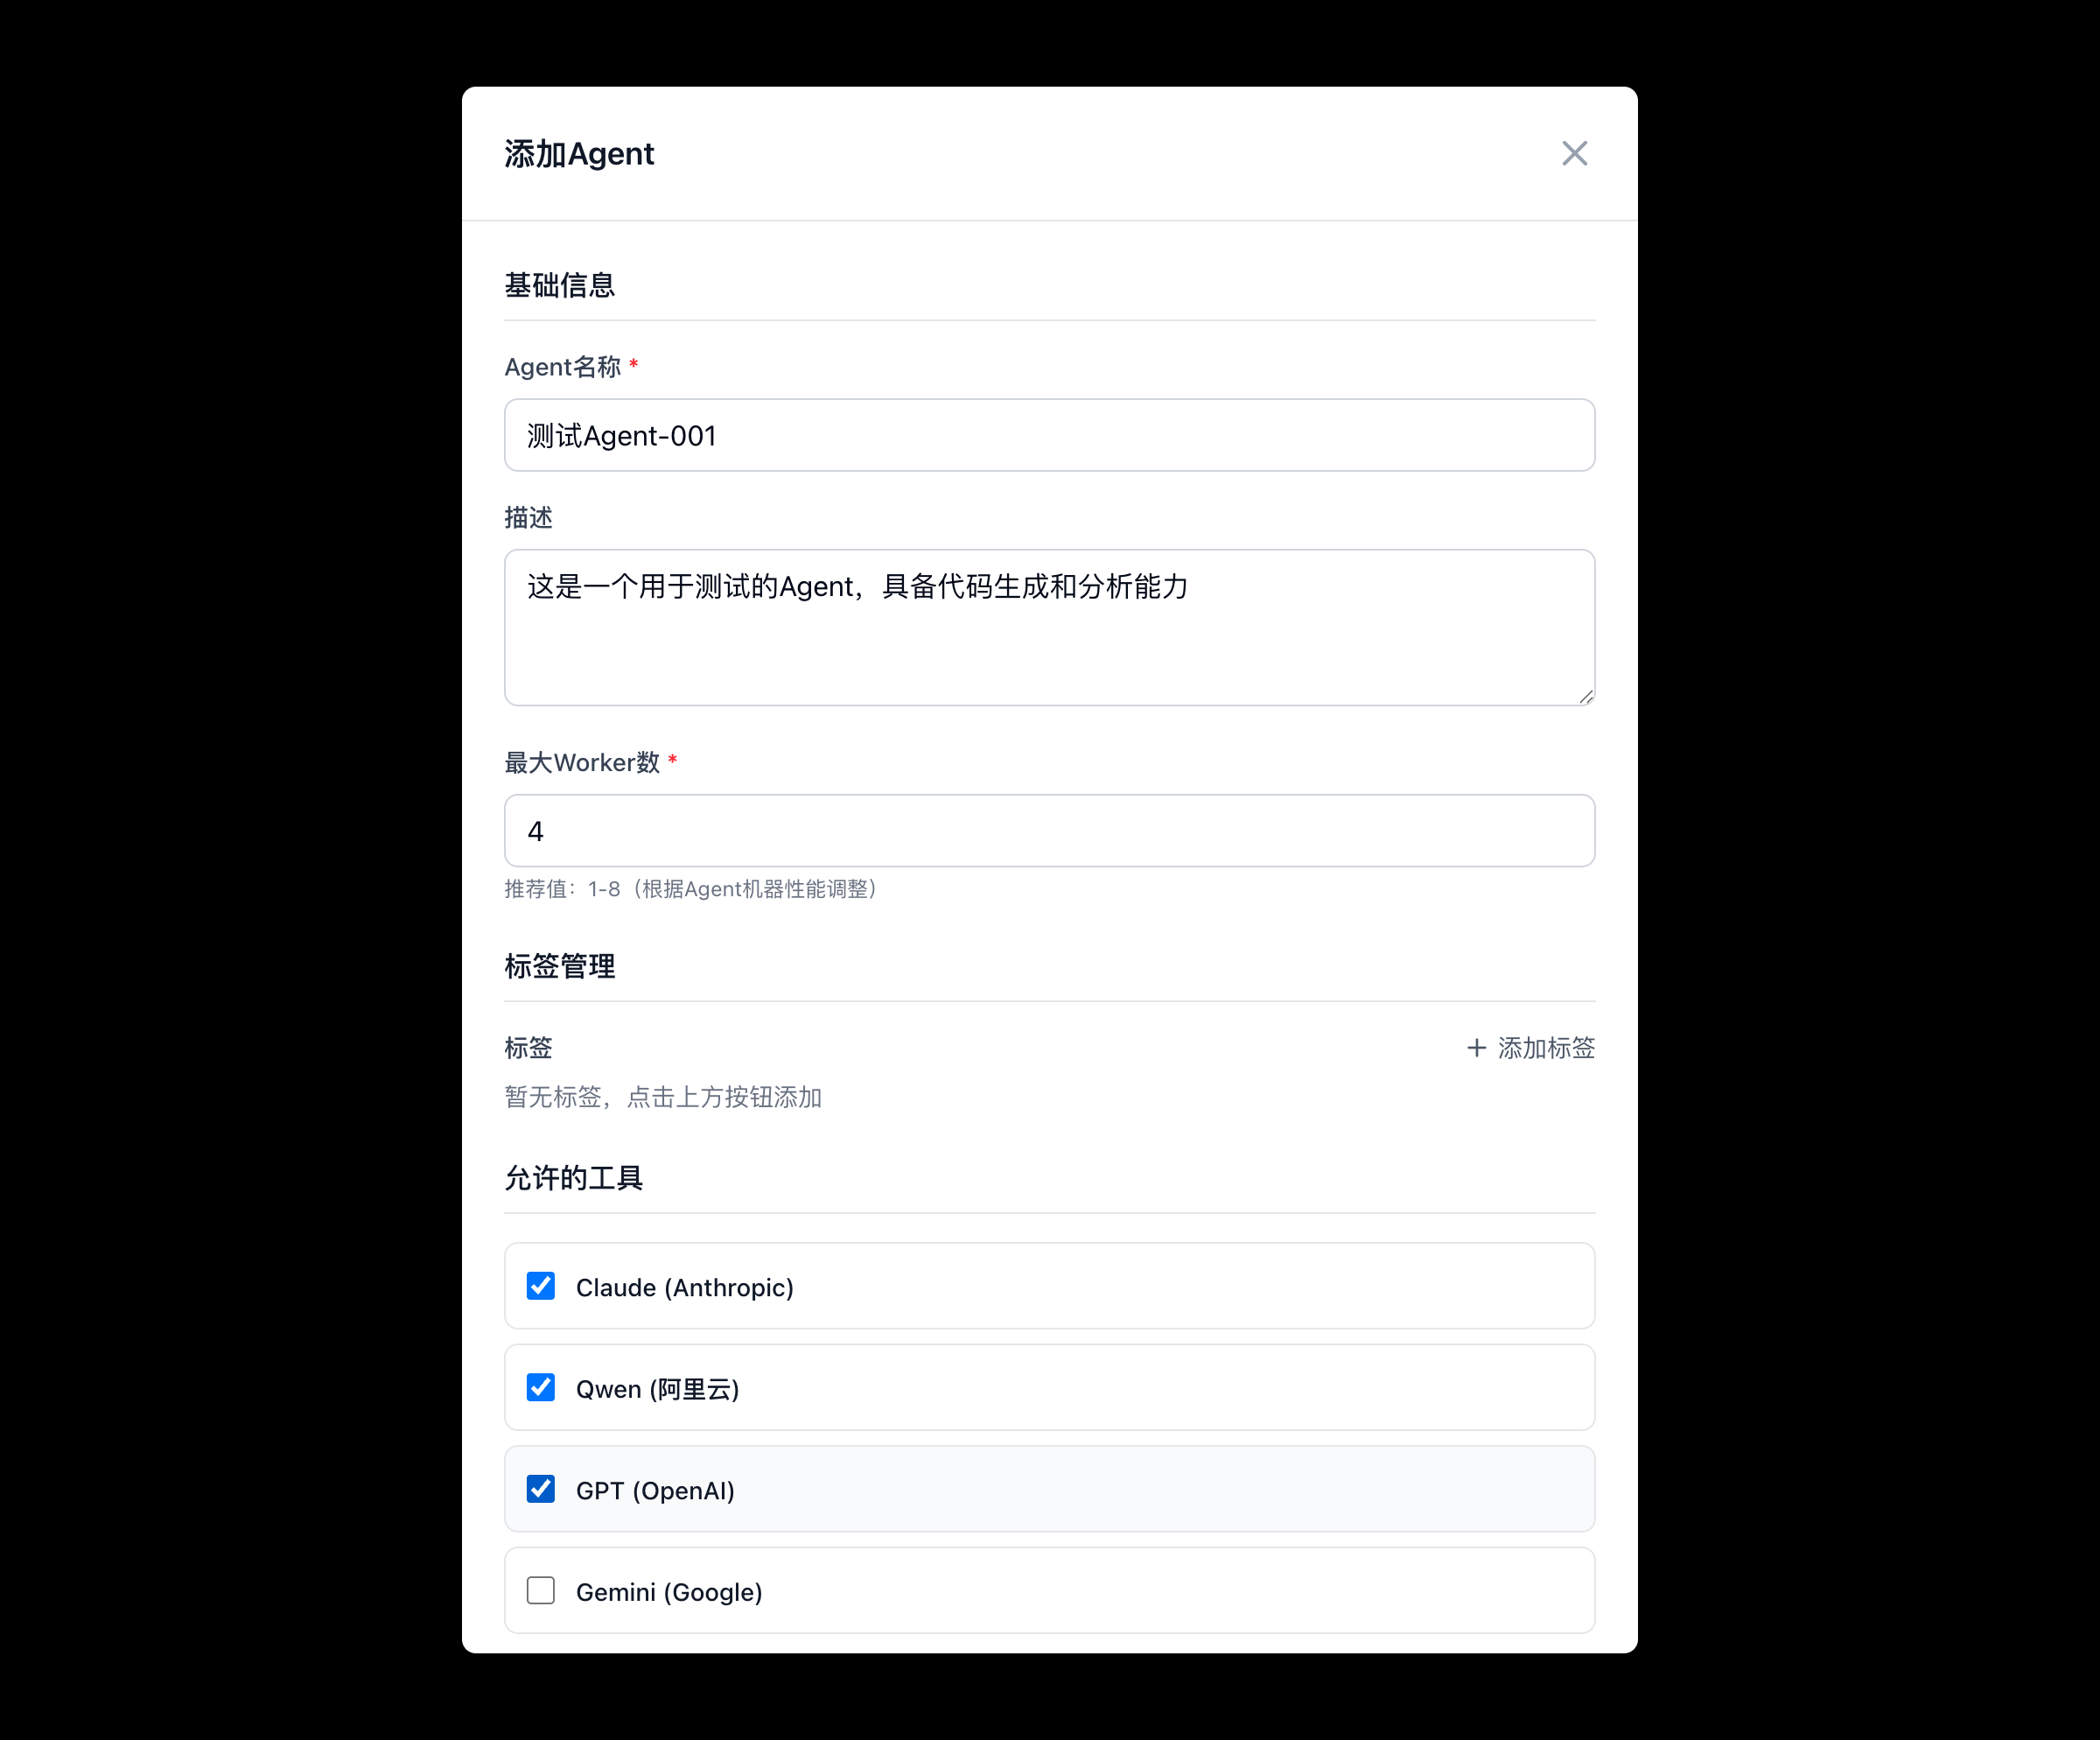 添加Agent
基础信息
Agent名称 *
测试Agent-001
描述
这是一个用于测试的Agent，具备代码生成和分析能力
最大Worker数 *
4
推荐值：1-8（根据Agent机器性能调整）
标签管理
标签
+ 添加标签
暂无标签，点击上方按钮添加
允许的工具
Claude (Anthropic)
Qwen (阿里云)
GPT (OpenAI)
Gemini (Google)